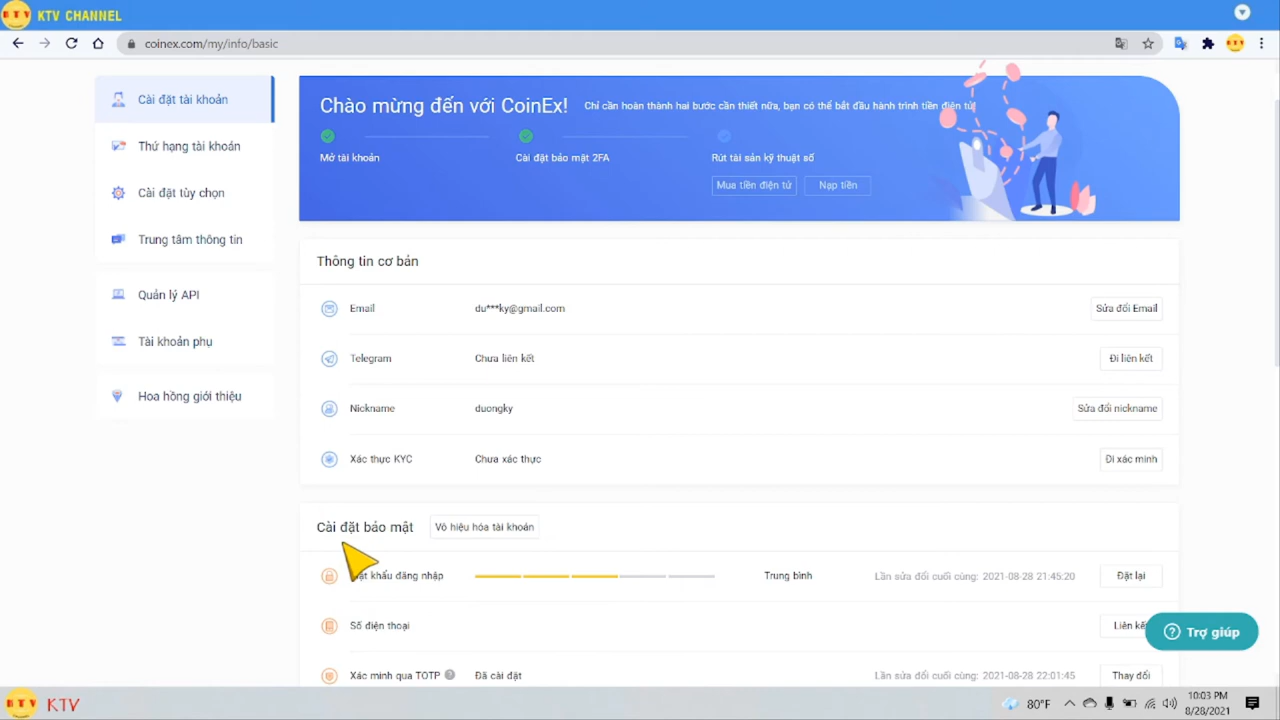 KTV KTV CHANNEL
coinex.com/my/info/basic
KTV
Cài đặt tài khoản
Thứ hạng tài khoản
Cài đặt tùy chọn
Trung tâm thông tin
Quản lý API
Tài khoản phụ
Hoa hồng giới thiệu
Chào mừng đến với CoinEx! Chỉ cần hoàn thành hai bước cần thiết nữa, bạn có thể bắt đầu hành trình tiền điện tử!
Mở tài khoản Cài đặt bảo mật 2FA Rút tài sản kỹ thuật số
Mua tiền điện tử Nạp tiền
Thông tin cơ bản
Email du***ky@gmail.com Sửa đổi Email
Telegram Chưa liên kết Đi liên kết
Nickname duongky Sửa đổi nickname
Xác thực KYC Chưa xác thực Đi xác minh
Cài đặt bảo mật Vô hiệu hóa tài khoản
khẩu đăng nhập Trung bình Lần sửa đổi cuối cùng: 2021-08-28 21:45:20 Đặt lại
Số điện thoại Liên kết
Trợ giúp
Xác minh qua TOTP Đã cài đặt Lần sửa đổi cuối cùng: 2021-08-28 22:01:45 Thay đổi
KTV KTV
80°F
10:03 PM
8/28/2021